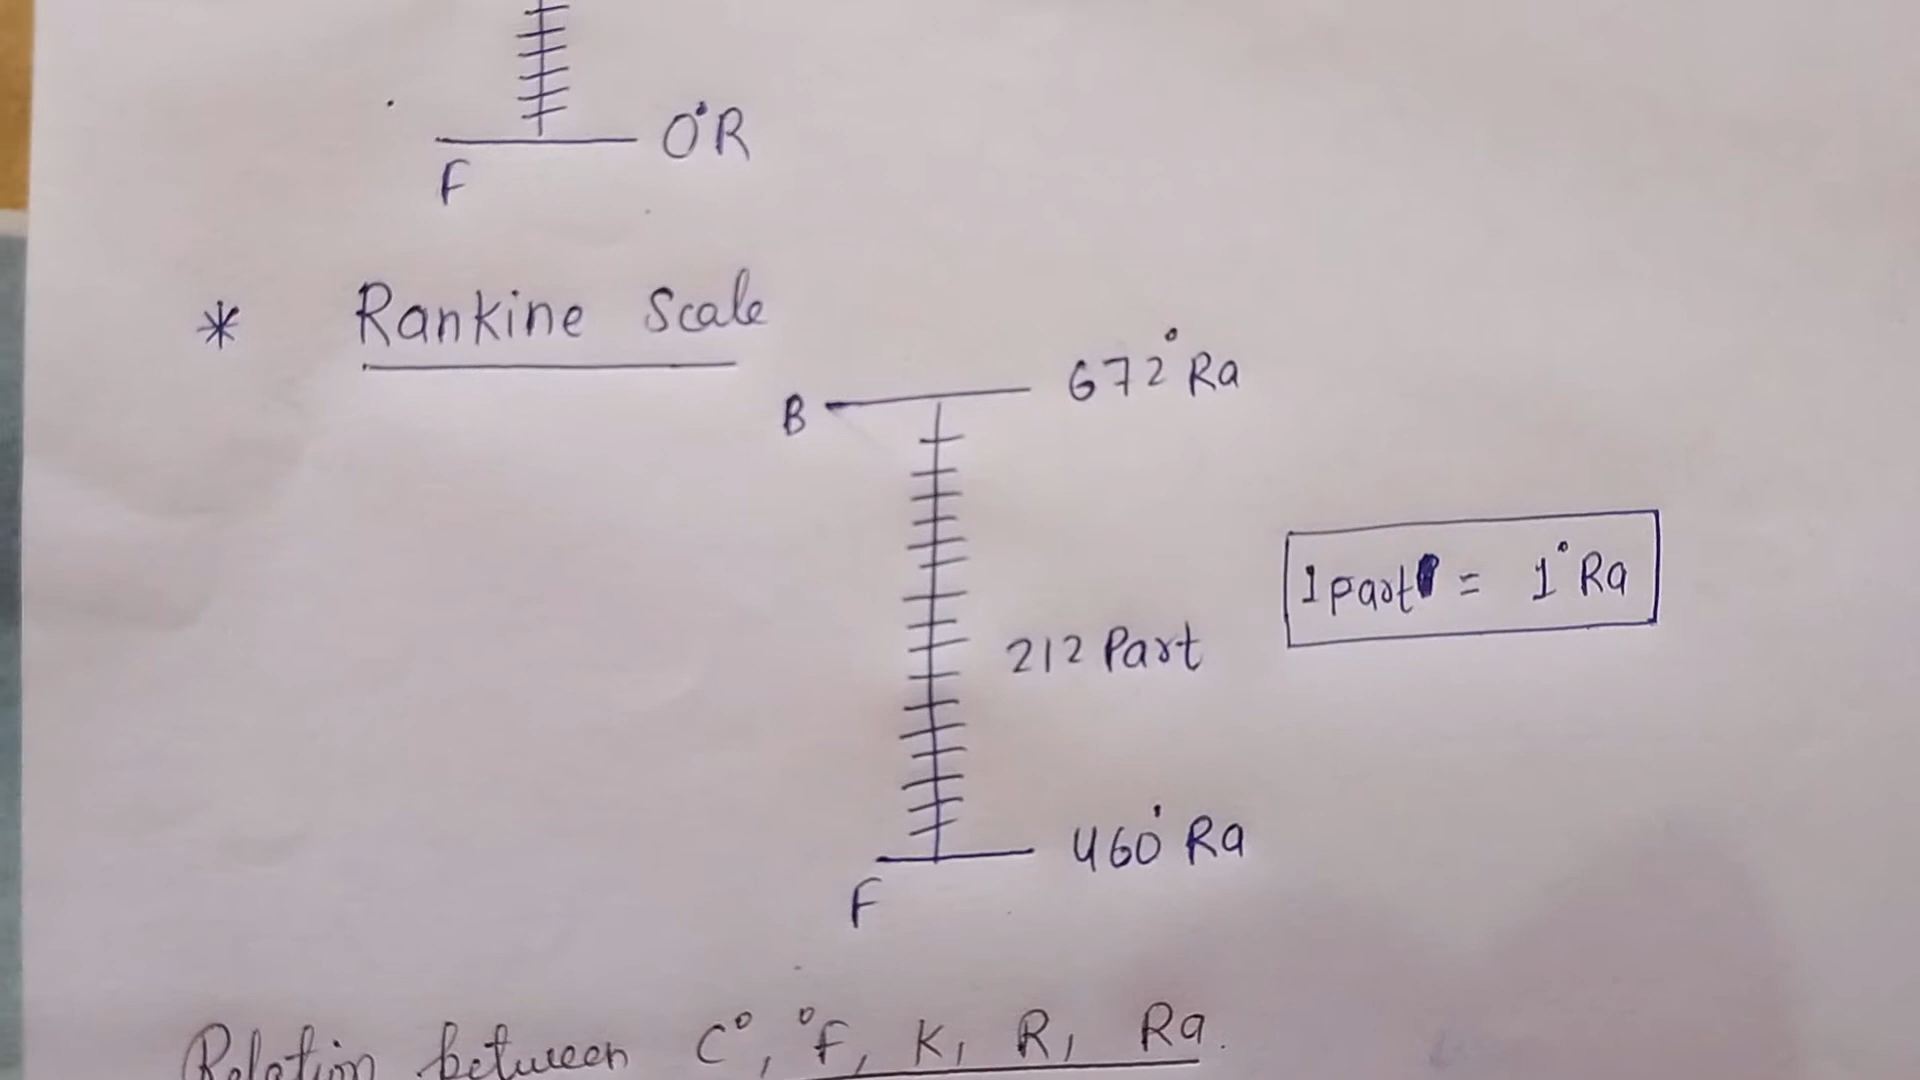 0°R
F
* Rankine Scale
B 672° Ra
1 part = 1° Ra
212 Part
460° Ra
F
Relation between C°, °F, K, R, Ra.